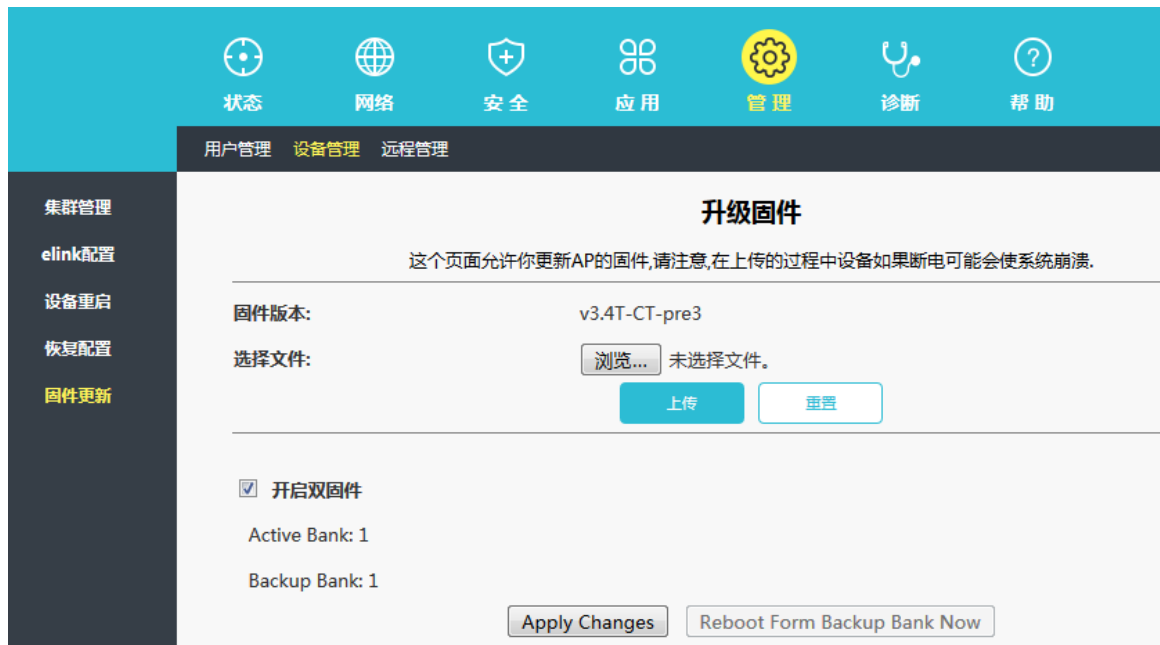 状态 网络 安全 应用 管理 诊断 帮助
用户管理 设备管理 远程管理
集群管理
elink配置
设备重启
恢复配置
固件更新
升级固件
这个页面允许你更新AP的固件,请注意,在上传的过程中设备如果断电可能会使系统崩溃.
固件版本: v3.4T-CT-pre3
选择文件: 浏览... 未选择文件。
上传 重置
开启双固件
Active Bank: 1
Backup Bank: 1
Apply Changes Reboot Form Backup Bank Now